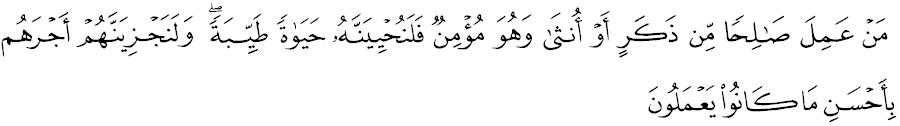 مَنۡ عَمِلَ صَٰلِحٗا مِّن ذَكَرٍ أَوۡ أُنثَىٰ وَهُوَ مُؤۡمِنٞ فَلَنُحۡيِيَنَّهُۥ حَيَوٰةٗ طَيِّبَةٗۖ وَلَنَجۡزِيَنَّهُمۡ أَجۡرَهُم
بِأَحۡسَنِ مَا كَانُواْ يَعۡمَلُونَ